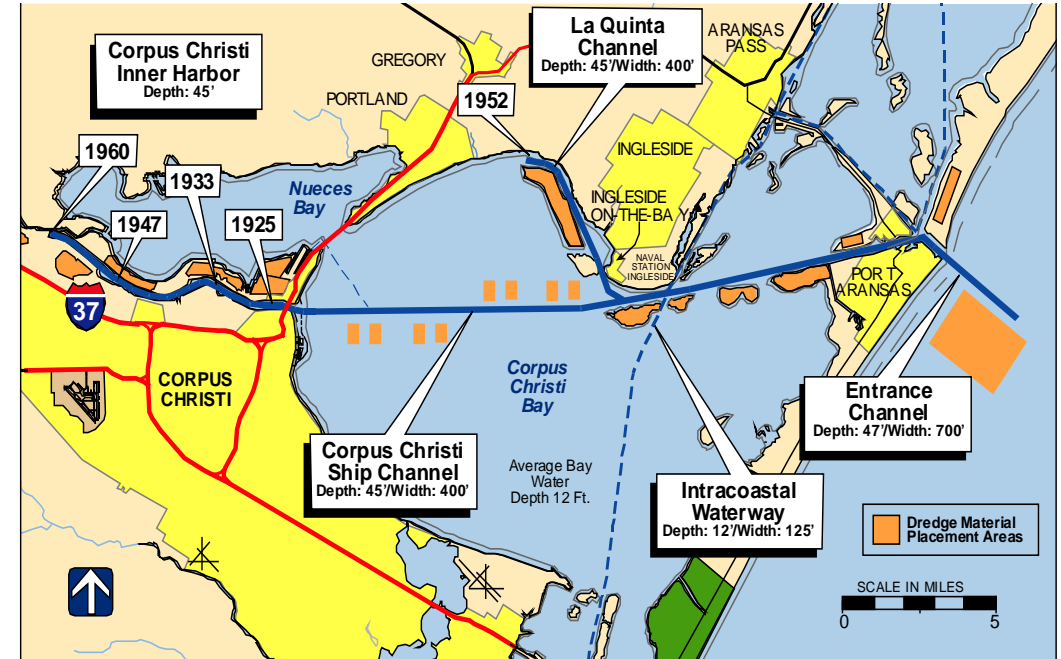 Corpus Christi
Inner Harbor
Depth: 45'
La Quinta
Channel
Depth: 45'/Width: 400'
ARANSAS
PASS
GREGORY
PORTLAND
1952
1960
1933
1947
1925
Nueces
Bay
INGLESIDE
INGLESIDE
ON-THE-BAY
NAVAL
STATION
INGLESIDE
PORT
ARANSAS
37
CORPUS
CHRISTI
Corpus
Christi
Bay
Entrance
Channel
Depth: 47'/Width: 700'
Corpus Christi
Ship Channel
Depth: 45'/Width: 400'
Average Bay
Water
Depth 12 Ft.
Intracoastal
Waterway
Depth: 12'/Width: 125'
Dredge Material
Placement Areas
SCALE IN MILES
0 5